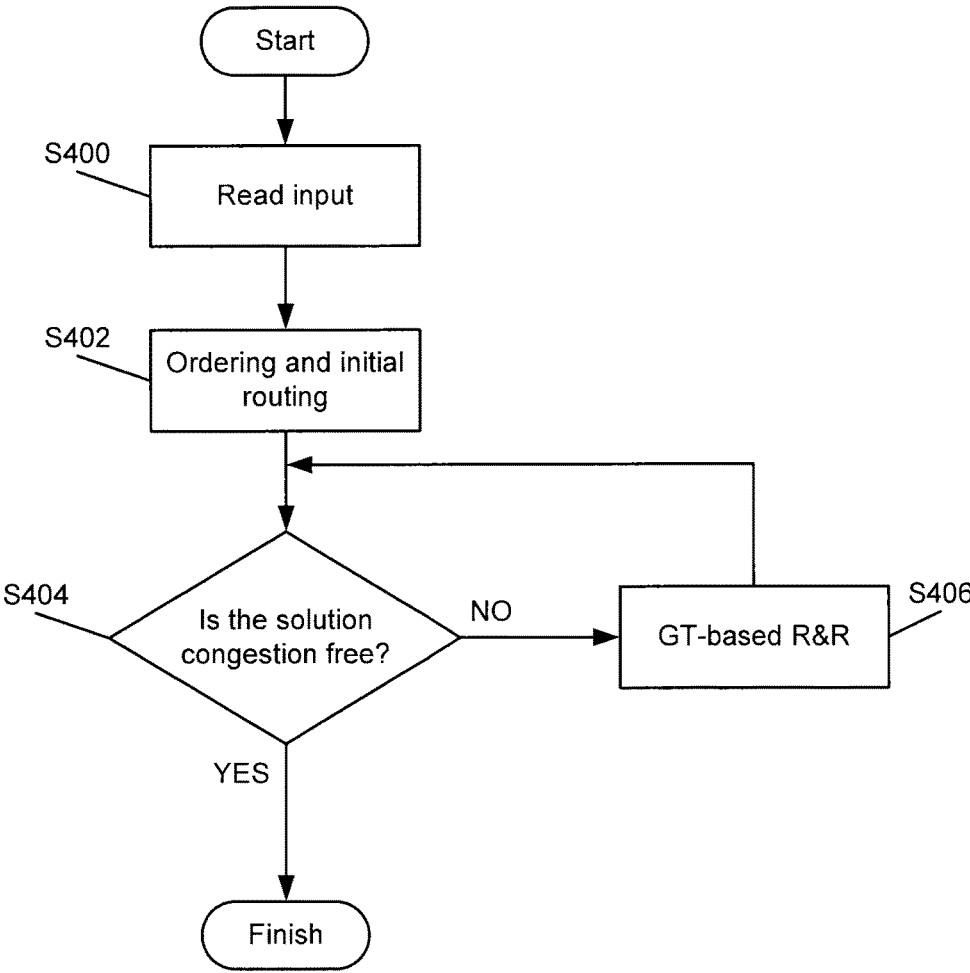 Start
S400
Read input
S402
Ordering and initial
routing
S404
Is the solution
congestion free?
NO
GT-based R&R
S406
YES
Finish